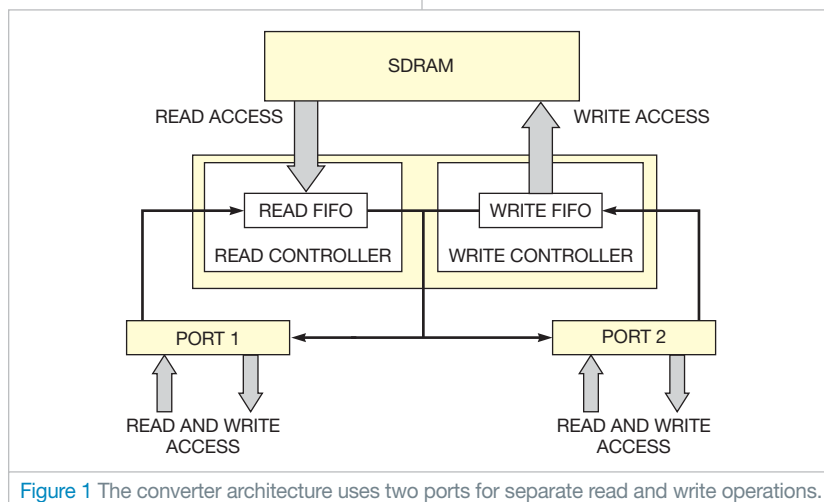 SDRAM
READ ACCESS
WRITE ACCESS
READ FIFO
WRITE FIFO
READ CONTROLLER
WRITE CONTROLLER
PORT 1
PORT 2
READ AND WRITE
ACCESS
READ AND WRITE
ACCESS
Figure 1 The converter architecture uses two ports for separate read and write operations.